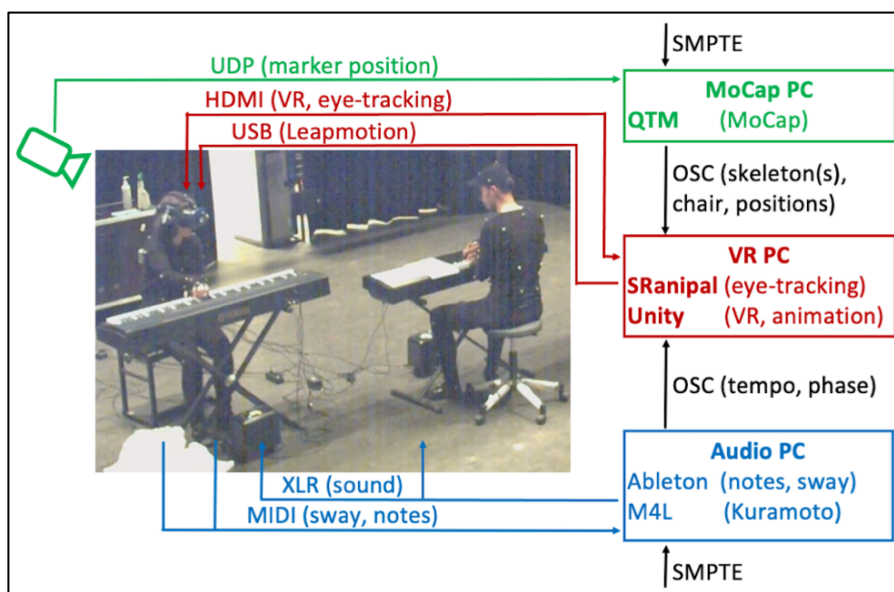 SMPTE
UDP (marker position)
MoCap PC
QTM (MoCap)
HDMI (VR, eye-tracking)
USB (Leapmotion)
OSC (skeleton(s),
chair, positions)
VR PC
SRanipal (eye-tracking)
Unity (VR, animation)
OSC (tempo, phase)
Audio PC
Ableton (notes, sway)
M4L (Kuramoto)
XLR (sound)
MIDI (sway, notes)
SMPTE